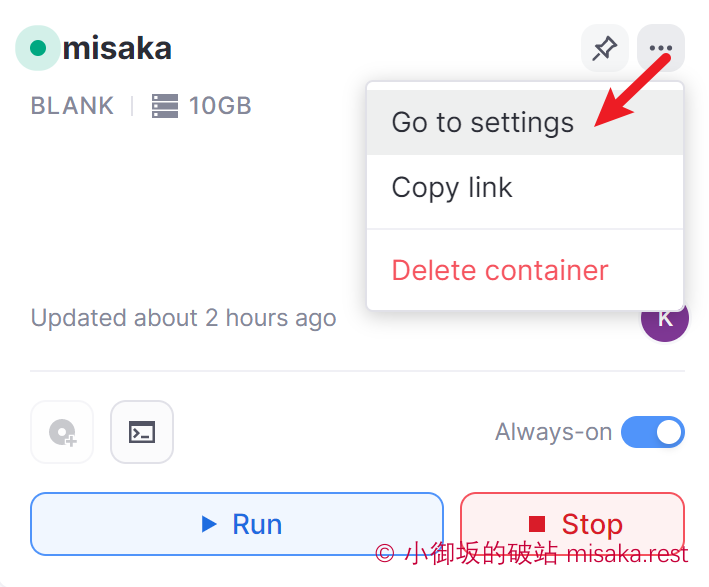 misaka
BLANK
10GB
Go to settings
Copy link
Delete container
Updated about 2 hours ago
K
Always-on
Run
Stop
© 小御坂的破站 misaka.rest